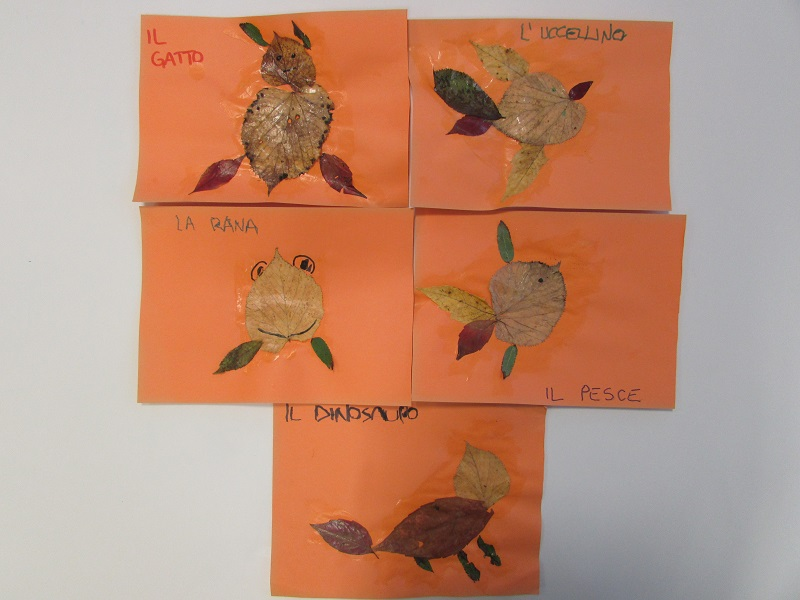 IL
GATTO
L'UCCELLINO
LA RANA
IL PESCE
IL DINOSAURO